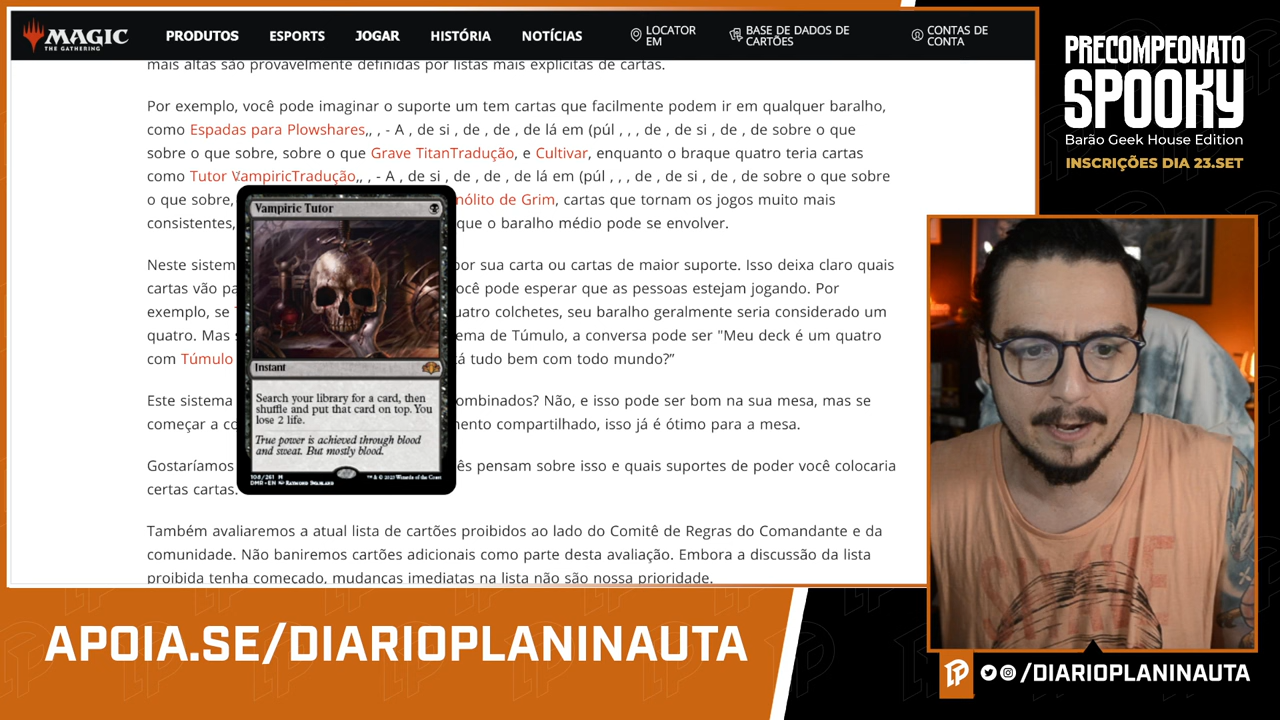 MAGIC
THE GATHERING
PRODUTOS
ESPORTS
JOGAR
HISTÓRIA
NOTÍCIAS
LOCATOR
EM
BASE DE DADOS DE
CARTÕES
CONTAS DE
CONTA
mais altas são provavelmente definidas por listas mais explícitas de cartas.
Por exemplo, você pode imaginar o suporte um tem cartas que facilmente podem ir em qualquer baralho,
como Espadas para Plowshares,, , - A , de si , de , de , de lá em (púl , , , de , de si , de , de sobre o que
sobre o que sobre, sobre o que Grave TitanTradução, e Cultivar, enquanto o braque quatro teria cartas
como Tutor VampiricTradução,, , - A , de si , de , de , de lá em (púl , , , de , de si , de , de sobre o que sobre
o que sobre, nólito de Grim, cartas que tornam os jogos muito mais
consistentes, que o baralho médio pode se envolver.
Neste sistem por sua carta ou cartas de maior suporte. Isso deixa claro quais
cartas vão pa ocê pode esperar que as pessoas estejam jogando. Por
exemplo, se uatro colchetes, seu baralho geralmente seria considerado um
quatro. Mas ema de Túmulo, a conversa pode ser "Meu deck é um quatro
com Túmulo tá tudo bem com todo mundo?”
Este sistema combinados? Não, e isso pode ser bom na sua mesa, mas se
começar a co mento compartilhado, isso já é ótimo para a mesa.
Gostaríamos ês pensam sobre isso e quais suportes de poder você colocaria
certas cartas.
Também avaliaremos a atual lista de cartões proibidos ao lado do Comitê de Regras do Comandante e da
comunidade. Não baniremos cartões adicionais como parte desta avaliação. Embora a discussão da lista
proibida tenha começado, mudanças imediatas na lista não são nossa prioridade.
Vampiric Tutor
Instant
Search your library for a card, then
shuffle and put that card on top. You
lose 2 life.
True power is achieved through blood
and sweat. But mostly blood.
108/261 M
DMR • EN
™ & © 2023 Wizards of the Coast
PRECOMPEONATO
SPOOKY
Barão Geek House Edition
INSCRIÇÕES DIA 23.SET
APOIA.SE/DIARIOPLANINAUTA
/DIARIOPLANINAUTA